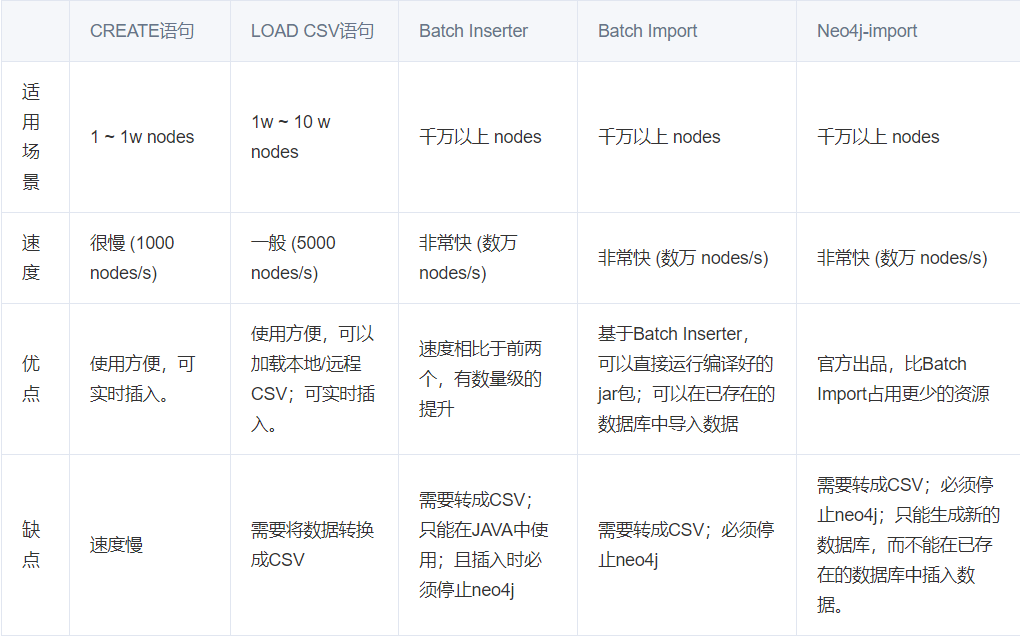 CREATE语句
LOAD CSV语句
Batch Inserter
Batch Import
Neo4j-import
适
用
场
景
1 ~ 1w nodes
1w ~ 10 w
nodes
千万以上 nodes
千万以上 nodes
千万以上 nodes
速
度
很慢 (1000
nodes/s)
一般 (5000
nodes/s)
非常快 (数万
nodes/s)
非常快 (数万 nodes/s)
非常快 (数万 nodes/s)
优
点
使用方便，可
实时插入。
使用方便，可以
加载本地/远程
CSV；可实时插
入。
速度相比于前两
个，有数量级的
提升
基于Batch Inserter，
可以直接运行编译好的
jar包；可以在已存在的
数据库中导入数据
官方出品，比Batch
Import占用更少的资源
缺
点
速度慢
需要将数据转换
成CSV
需要转成CSV；
只能在JAVA中使
用；且插入时必
须停止neo4j
需要转成CSV；必须停
止neo4j
需要转成CSV；必须停
止neo4j；只能生成新的
数据库，而不能在已存
在的数据库中插入数
据。